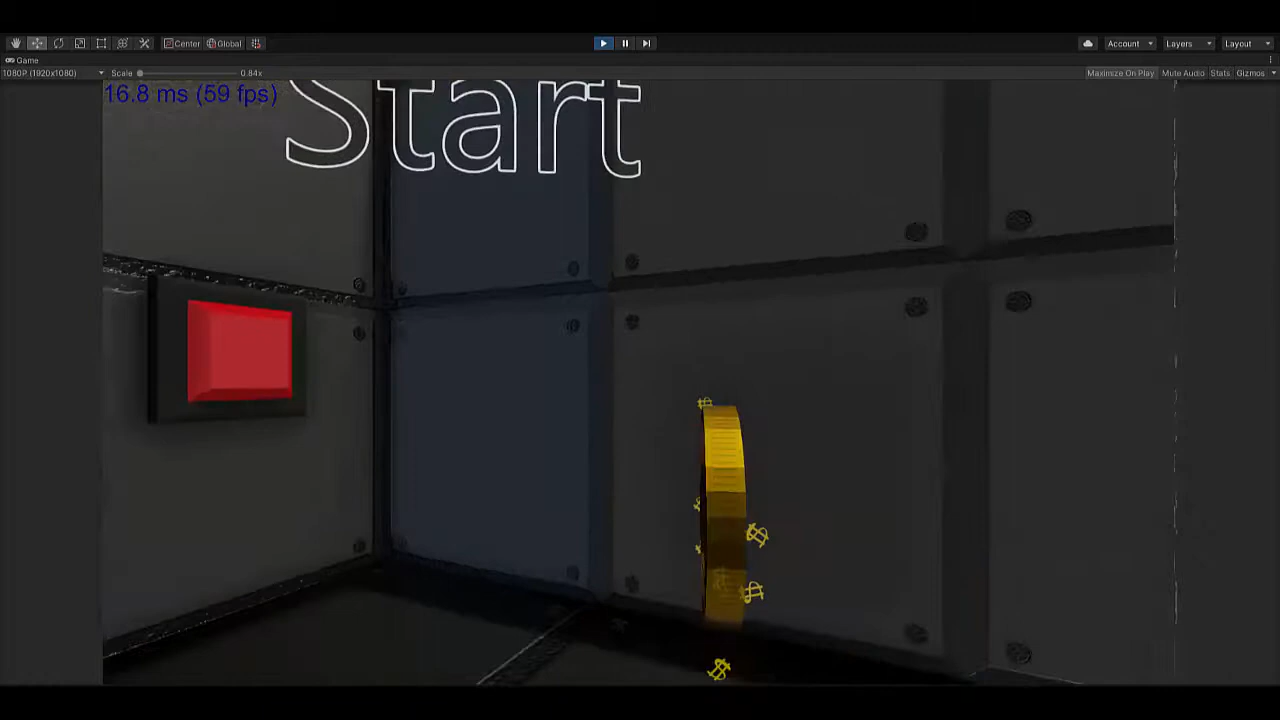 Center Global
Account Layers Layout
Game
1080P (1920x1080) Scale 0.84x Maximize On Play Mute Audio Stats Gizmos
16.8 ms (59 fps)
Start